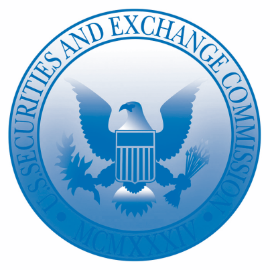 U.S. SECURITIES AND EXCHANGE COMMISSION
MCMXXXIV